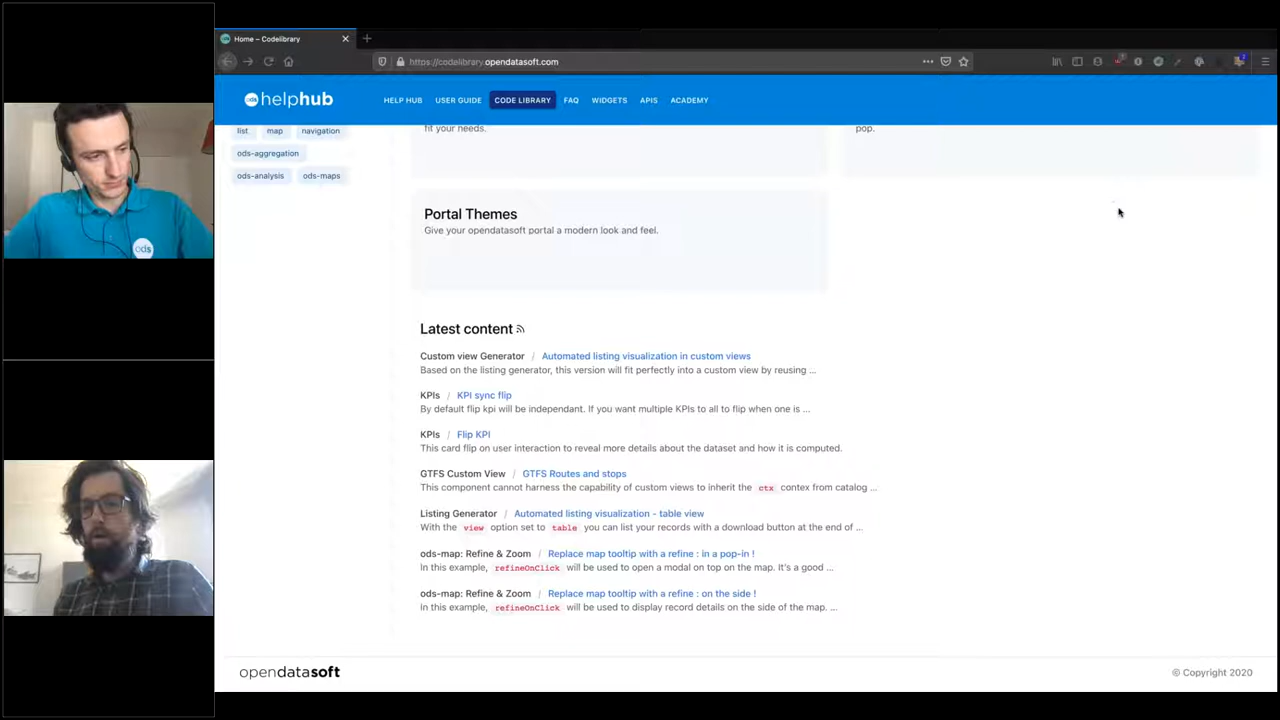 Home – Codelibrary
https://codelibrary.opendatasoft.com
ods helphub
HELP HUB
USER GUIDE
CODE LIBRARY
FAQ
WIDGETS
APIS
ACADEMY
list
map
navigation
ods-aggregation
ods-analysis
ods-maps
fit your needs.
pop.
Portal Themes
Give your opendatasoft portal a modern look and feel.
Latest content
Custom view Generator / Automated listing visualization in custom views
Based on the listing generator, this version will fit perfectly into a custom view by reusing ...
KPIs / KPI sync flip
By default flip kpi will be independant. If you want multiple KPIs to all to flip when one is ...
KPIs / Flip KPI
This card flip on user interaction to reveal more details about the dataset and how it is computed.
GTFS Custom View / GTFS Routes and stops
This component cannot harness the capability of custom views to inherit the ctx contex from catalog ...
Listing Generator / Automated listing visualization - table view
With the view option set to table you can list your records with a download button at the end of ...
ods-map: Refine & Zoom / Replace map tooltip with a refine : in a pop-in !
In this example, refineOnClick will be used to open a modal on top on the map. It's a good ...
ods-map: Refine & Zoom / Replace map tooltip with a refine : on the side !
In this example, refineOnClick will be used to display record details on the side of the map. ...
opendatasoft
© Copyright 2020
ods